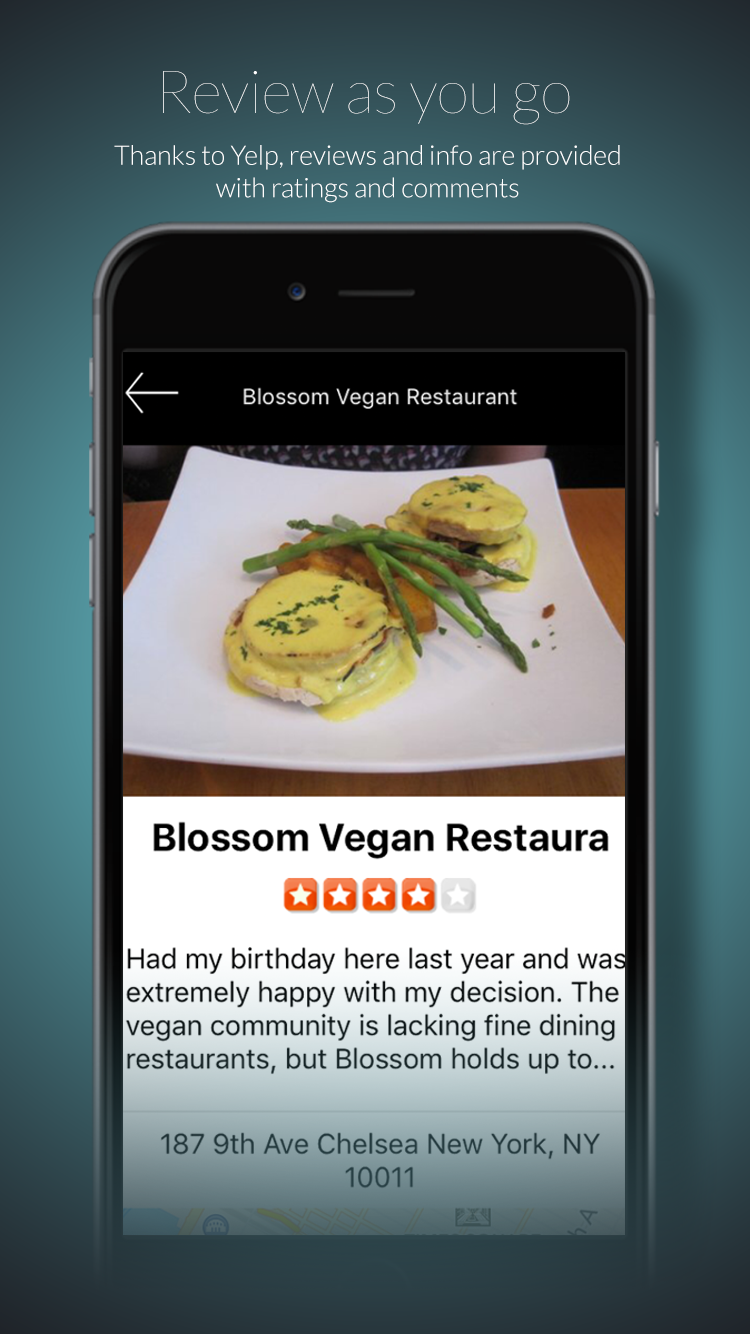 Review as you go
Thanks to Yelp, reviews and info are provided
with ratings and comments
Blossom Vegan Restaurant
Blossom Vegan Restaura
Had my birthday here last year and was
extremely happy with my decision. The
vegan community is lacking fine dining
restaurants, but Blossom holds up to...
187 9th Ave Chelsea New York, NY
10011